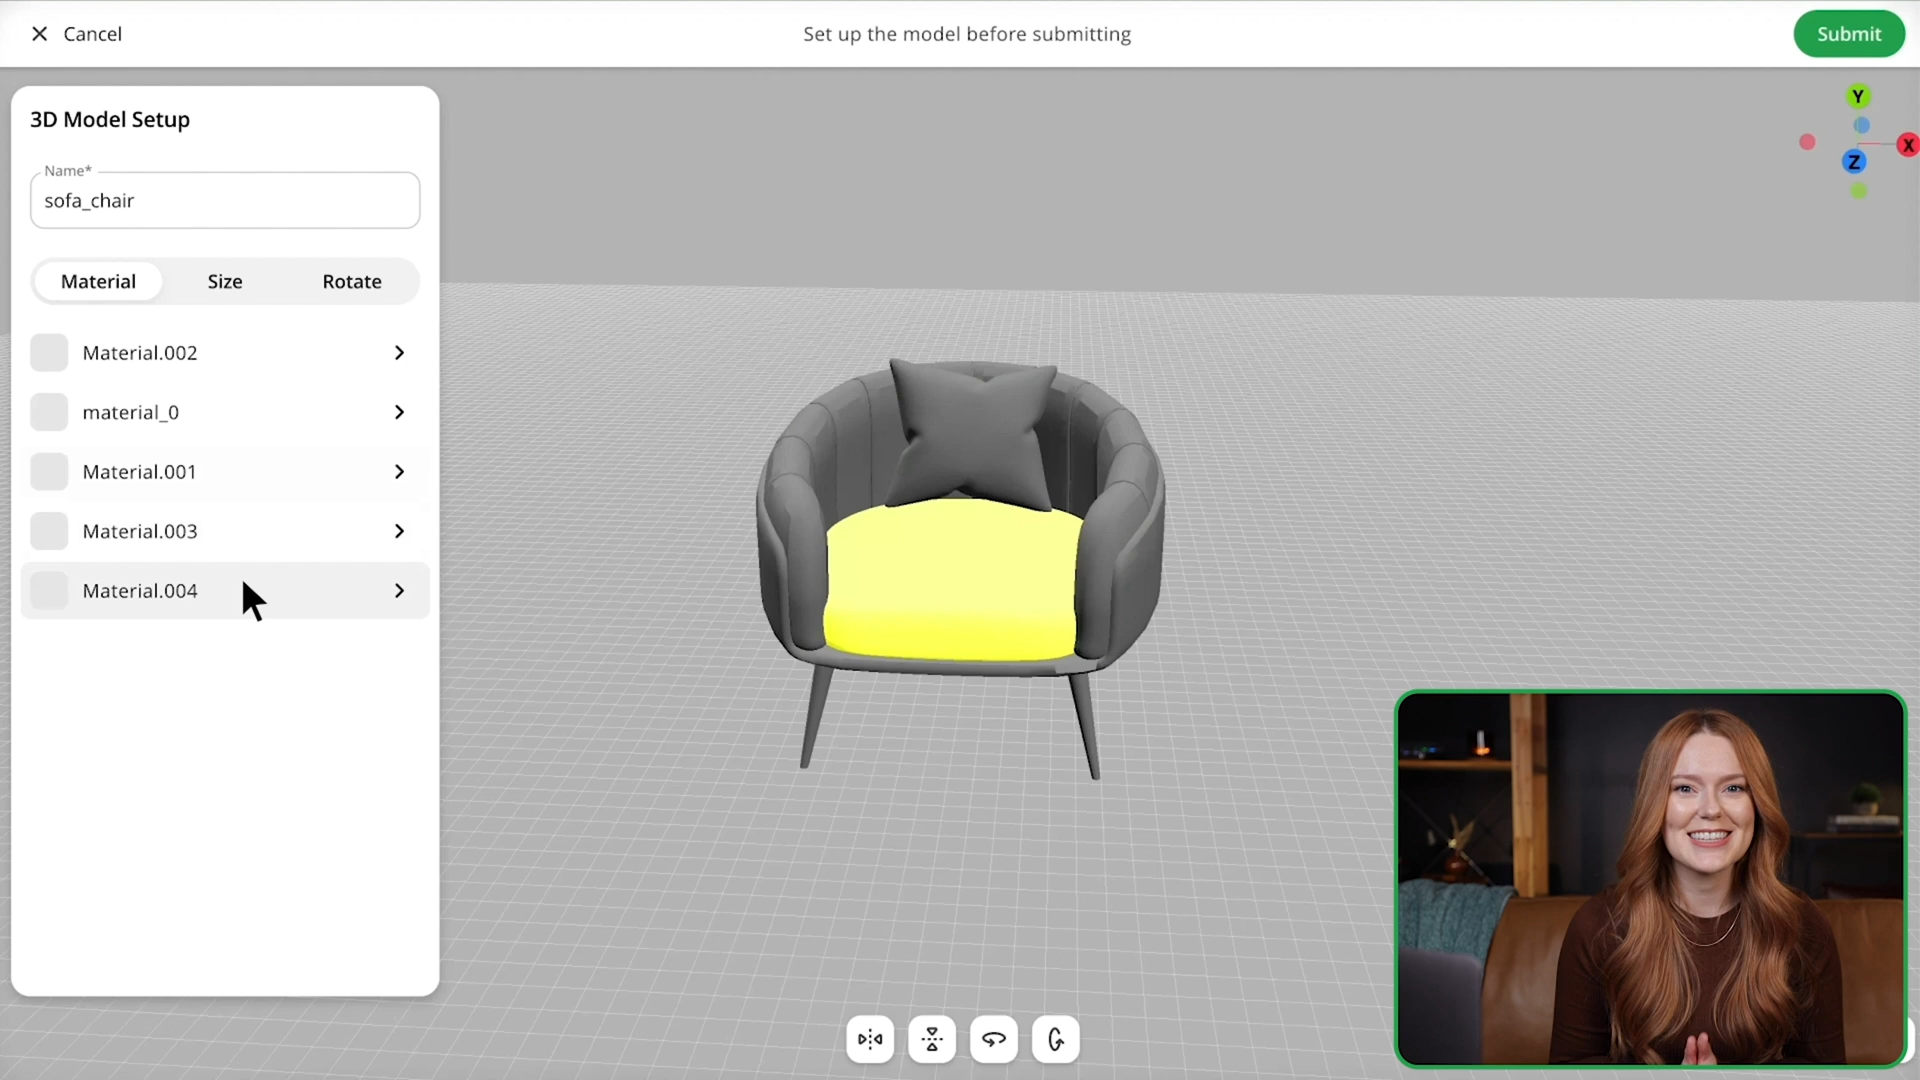 Cancel
Set up the model before submitting
Submit
3D Model Setup
Name*
sofa_chair
Material
Size
Rotate
Material.002
material_0
Material.001
Material.003
Material.004
Y
X
Z